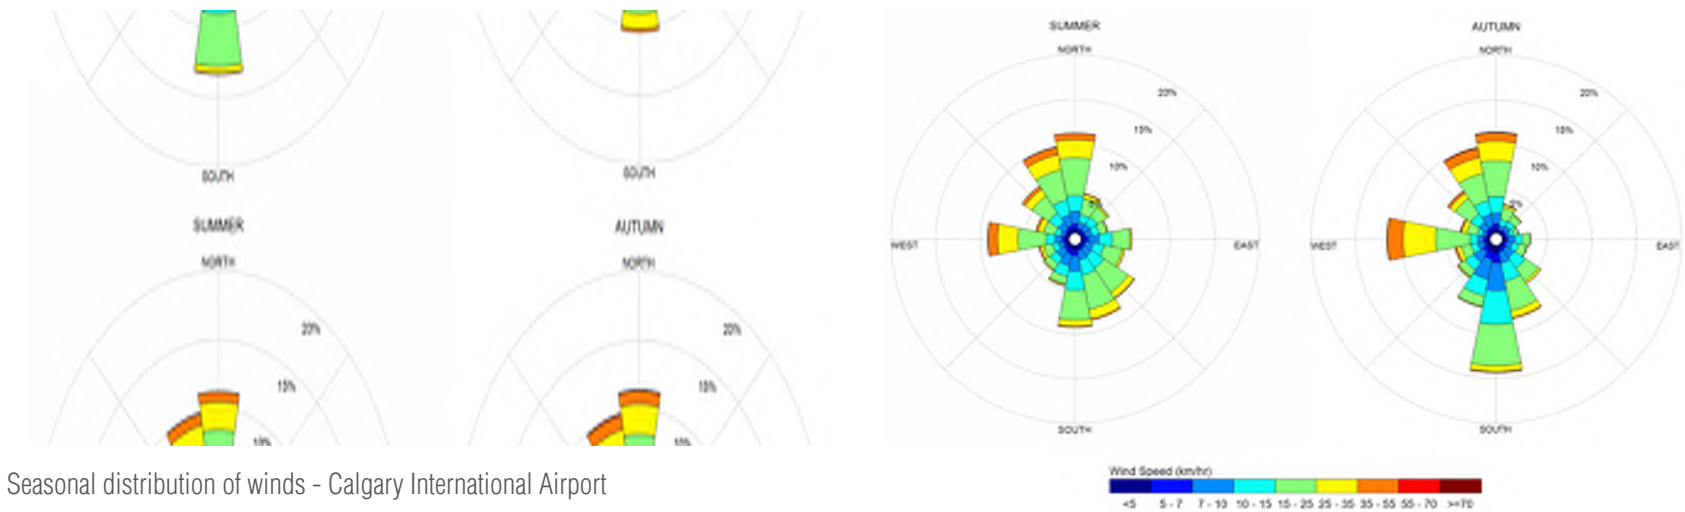 SOUTH
SOUTH
SUMMER
AUTUMN
NORTH
NORTH
20%
20%
15%
15%
10%
10%
Seasonal distribution of winds - Calgary International Airport
SUMMER
AUTUMN
NORTH
NORTH
20%
20%
15%
15%
10%
10%
5%
5%
WEST
EAST
WEST
EAST
SOUTH
SOUTH
Wind Speed (km/hr)
<5 5 - 7 7 - 10 10 - 15 15 - 25 25 - 35 35 - 55 55 - 70 >=70